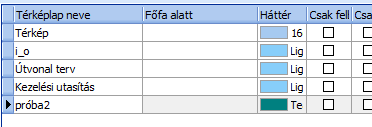 Térképlap neve Főfa alatt Háttér Csak fell Csa
Térkép 16
i_o Lig
Útvonal terv Lig
Kezelési utasítás Lig
próba2 Te